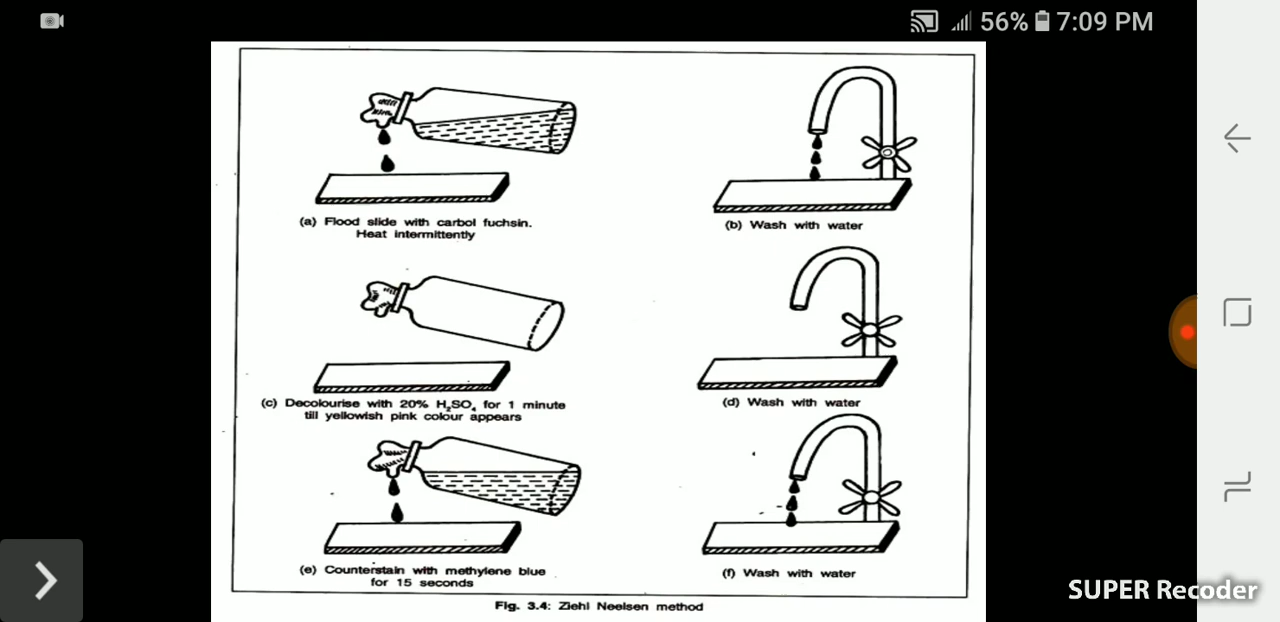 56% 7:09 PM
(a) Flood slide with carbol fuchsin.
Heat intermittently
(b) Wash with water
(c) Decolourise with 20% H₂SO₄ for 1 minute
till yellowish pink colour appears
(d) Wash with water
(e) Counterstain with methylene blue
for 15 seconds
(f) Wash with water
Fig. 3.4: Ziehl Neelsen method
SUPER Recoder